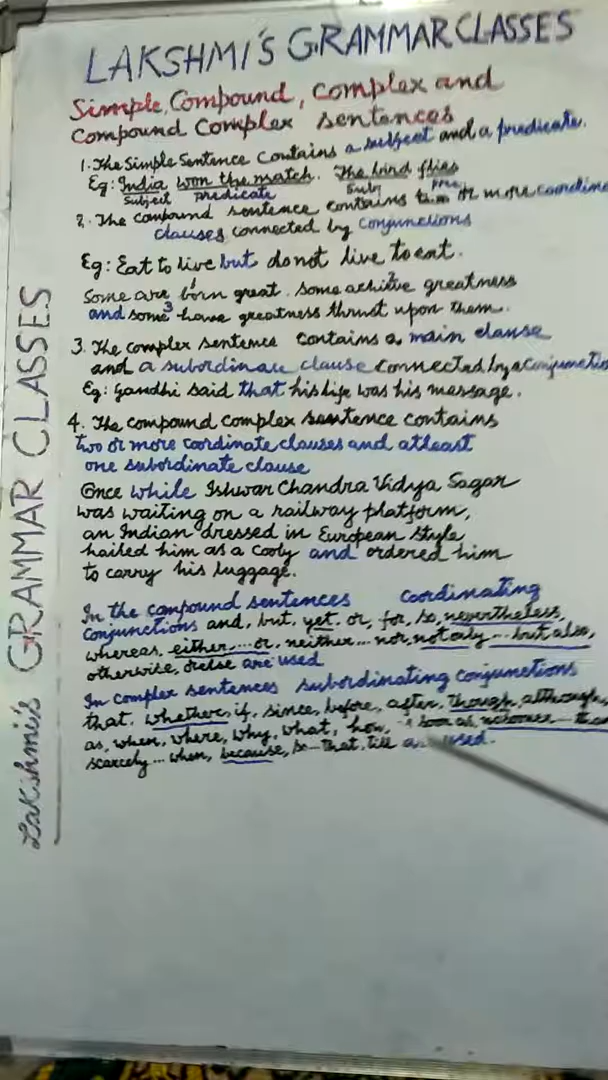 LAKSHMI'S GRAMMAR CLASSES
Simple, Compound, Complex and
Compound Complex sentences
1. The Simple Sentence contains a subject and a predicate.
Eg: India won the match. The bird flies
Subject predicate Sub pre
2. The compound sentence contains two or more coordina
clauses connected by conjunctions
Eg: Eat to live but do not live to eat.
Some are born great. Some achieve greatness
1 2
and some have greatness thrust upon them.
3
3. The complex sentence contains a main clause
and a subordinate clause connected by a conjunctio
Eg: Gandhi said that his life was his message.
4. The compound complex sentence contains
two or more coordinate clauses and atleast
one subordinate clause
Once while Ishwar Chandra Vidya Sagar
was waiting on a railway platform,
an Indian dressed in European style
hailed him as a cooly and ordered him
to carry his luggage.
In the compound sentences coordinating
conjunctions and, but, yet, or, for, so, nevertheless,
whereas, either....or, neither...nor, not only...but also,
otherwise, orelse are used
In complex sentences subordinating conjunctions
that, whether, if, since, before, after, though, although,
as, when, where, why, what, how, soon as, tha
scarcely...when, because, so...that, till used.
Lakshmi's GRAMMAR CLASSES